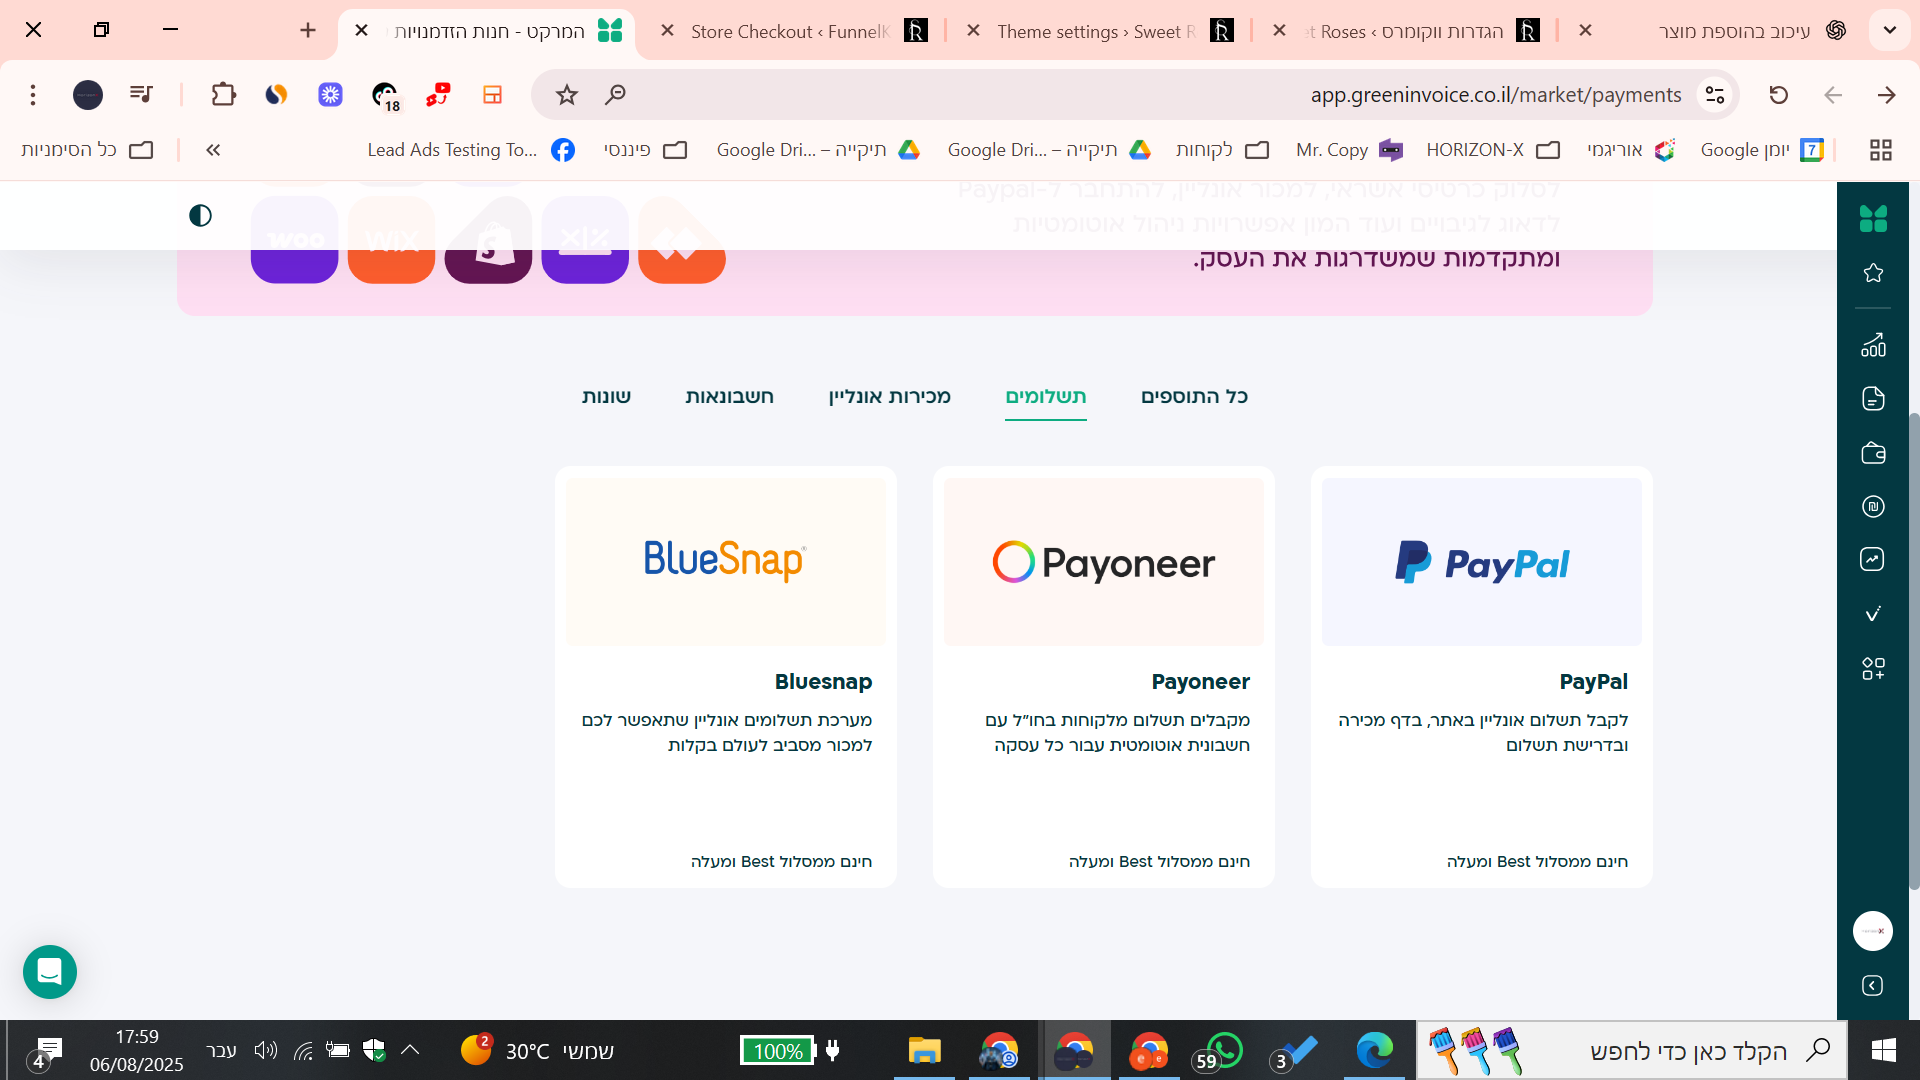 עיכוב בהוספת מוצר
הגדרות ווקומרס › et Roses
Theme settings › Sweet R
Store Checkout ‹ FunnelK
המרקט - חנות הזדמנויות
app.greeninvoice.co.il/market/payments
18
יומן Google
7
אוריגמי
HORIZON-X
Mr. Copy
לקוחות
תיקייה – Google Dri...
תיקייה – Google Dri...
פיננסי
Lead Ads Testing To...
«
כל הסימניות
לסלוק כרטיסי אשראי, למכור אונליין, להתחבר ל-Paypal
לדאוג לגיבויים ועוד המון אפשרויות ניהול אוטומטיות
ומתקדמות שמשדרגות את העסק.
woo
WiX
כל התוספים
תשלומים
מכירות אונליין
חשבונאות
שונות
PayPal
Payoneer
BlueSnap®
PayPal
לקבל תשלום אונליין באתר, בדף מכירה
ובדרישת תשלום
חינם ממסלול Best ומעלה
Payoneer
מקבלים תשלום מלקוחות בחו"ל עם
חשבונית אוטומטית עבור כל עסקה
חינם ממסלול Best ומעלה
Bluesnap
מערכת תשלומים אונליין שתאפשר לכם
למכור מסביב לעולם בקלות
חינם ממסלול Best ומעלה
הקלד כאן כדי לחפש
3
59
100%
30°C שמשי
2
עבר
17:59
06/08/2025
4